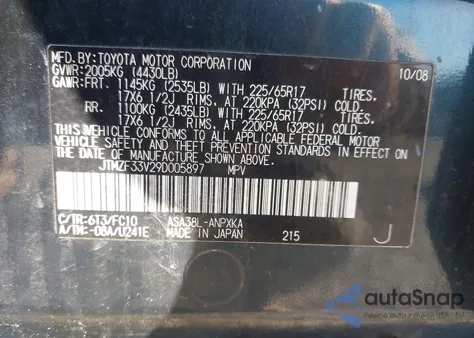 MFD.BY:TOYOTA MOTOR CORPORATION 10/08
GVWR:2005KG (4430LB)
GAWR:FRT. 1145KG (2535LB) WITH 225/65R17 TIRES.
17X6 1/2J RIMS, AT 220KPA (32PSI) COLD.
RR. 1100KG (2435LB) WITH 225/65R17 TIRES.
17X6 1/2J RIMS, AT 220KPA (32PSI) COLD.
THIS VEHICLE CONFORMS TO ALL APPLICABLE FEDERAL MOTOR
VEHICLE SAFETY AND THEFT PREVENTION STANDARDS IN EFFECT
ON THE DATE OF MANUFACTURE SHOWN ABOVE.
JTMZF33V29D005897 MPV
C/TR:6T3/FC10 ASA38L-ANPXKA
A/TM:-08A/U241E MADE IN JAPAN 215 J
autoSnap